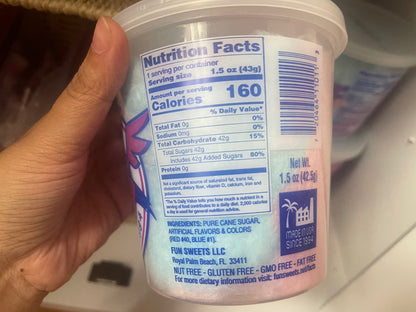 Nutrition Facts
1 serving per container
Serving size 1.5 oz (43g)
Amount per serving
Calories 160
% Daily Value*
Total Fat 0g 0%
Sodium 0mg 0%
Total Carbohydrate 42g 15%
Total Sugars 42g
Includes 42g Added Sugars 80%
Protein 0g
Not a significant source of saturated fat, trans fat,
cholesterol, dietary fiber, vitamin D, calcium, iron and
potassium.
*The % Daily Value tells you how much a nutrient in a
serving of food contributes to a daily diet. 2,000 calories
a day is used for general nutrition advice.
INGREDIENTS: PURE CANE SUGAR,
ARTIFICIAL FLAVORS & COLORS
(RED #40, BLUE #1).
FUN SWEETS LLC
Royal Palm Beach, FL. 33411
NUT FREE - GLUTEN FREE - GMO FREE - FAT FREE
For more dietary information visit: funsweets.net/facts
Net Wt.
1.5 oz (42.5g)
MADE IN USA
SINCE 1994